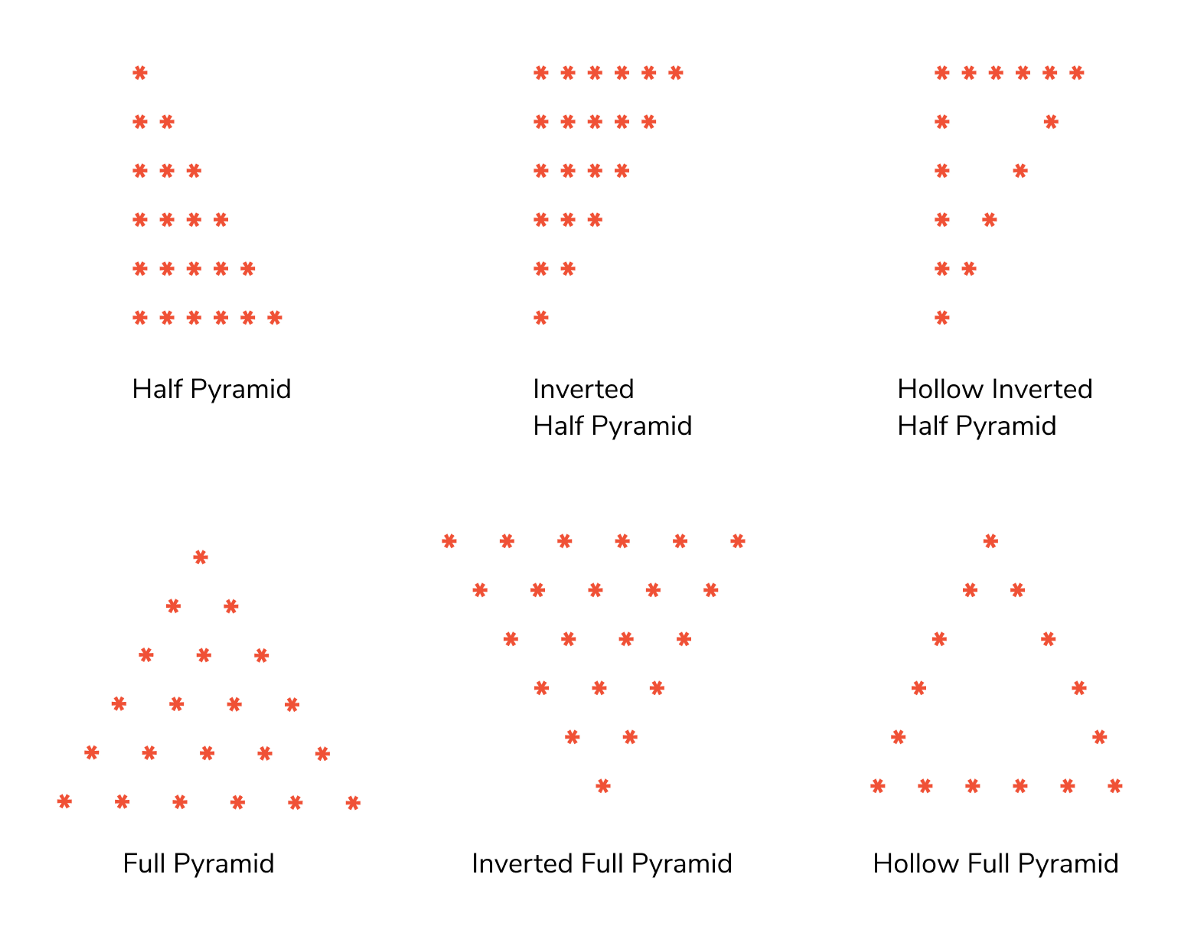 *
* *
* * *
* * * *
* * * * *
* * * * * *
Half Pyramid
* * * * * *
* * * * *
* * * *
* * *
* *
*
Inverted
Half Pyramid
* * * * * *
*       *
*     *
*   *
* *
*
Hollow Inverted
Half Pyramid
          *
        *   *
      *   *   *
    *   *   *   *
  *   *   *   *   *
*   *   *   *   *   *
Full Pyramid
*   *   *   *   *   *
  *   *   *   *   *
    *   *   *   *
      *   *   *
        *   *
          *
Inverted Full Pyramid
          *
        *   *
      *       *
    *           *
  *               *
*   *   *   *   *   *
Hollow Full Pyramid